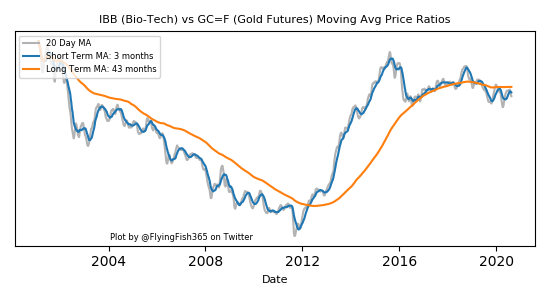 IBB (Bio-Tech) vs GC=F (Gold Futures) Moving Avg Price Ratios
20 Day MA
Short Term MA: 3 months
Long Term MA: 43 months
Plot by @FlyingFish365 on Twitter
2004 2008 2012 2016 2020
Date